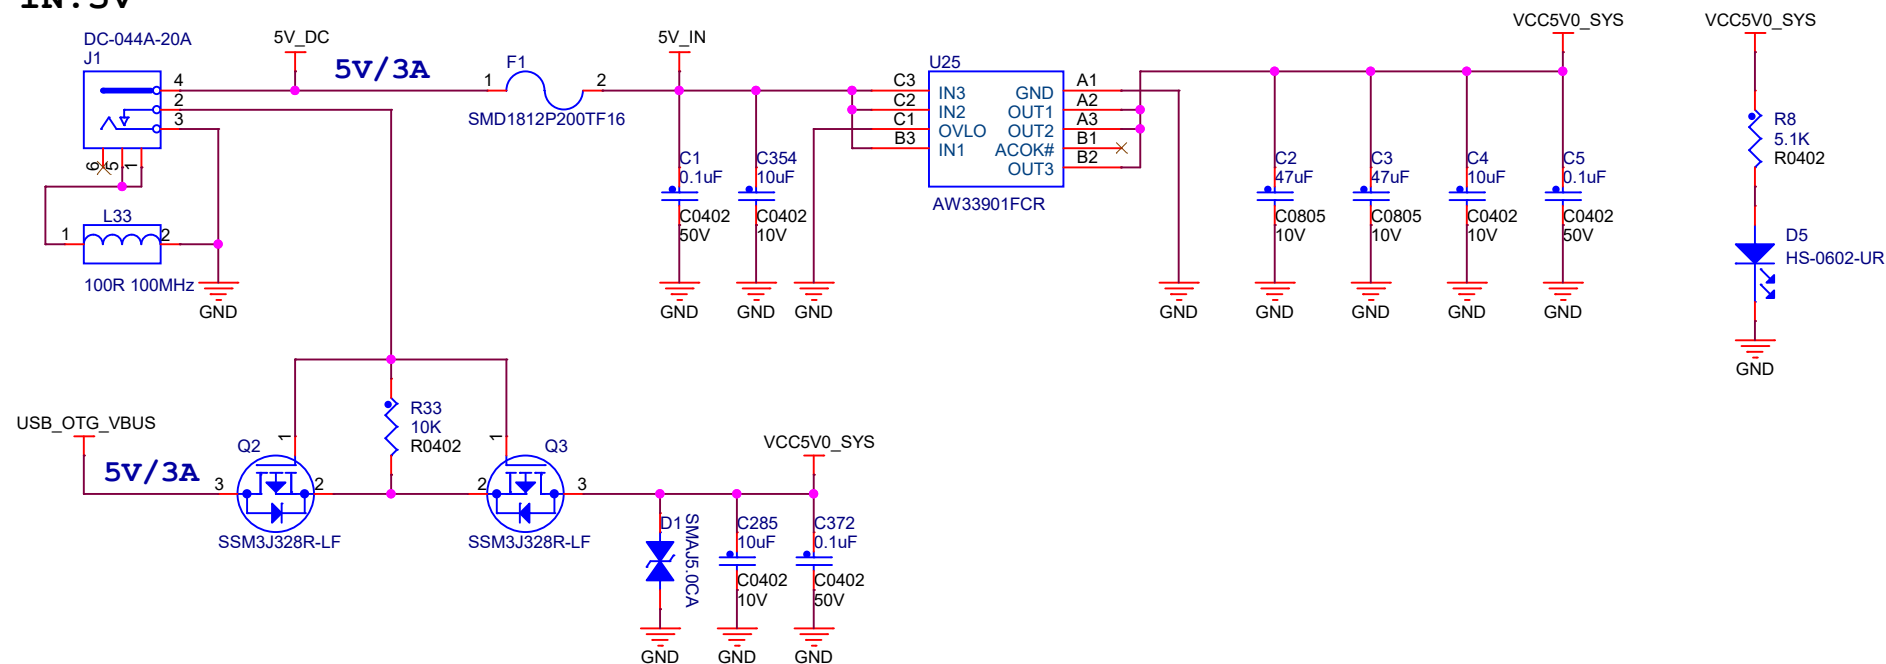 IN:5V
DC-044A-20A
J1
4
2
3
6
5
1
5V_DC
5V/3A
F1
1
2
SMD1812P200TF16
5V_IN
L33
1
2
100R 100MHz
GND
C1
0.1uF
C0402
50V
GND
C354
10uF
C0402
10V
GND
GND
U25
C3
C2
C1
B3
IN3
IN2
OVLO
IN1
GND
OUT1
OUT2
ACOK#
OUT3
A1
A2
A3
B1
B2
AW33901FCR
GND
VCC5V0_SYS
C2
47uF
C0805
10V
GND
C3
47uF
C0805
10V
GND
C4
10uF
C0402
10V
GND
C5
0.1uF
C0402
50V
GND
VCC5V0_SYS
R8
5.1K
R0402
D5
HS-0602-UR
GND
USB_OTG_VBUS
5V/3A
Q2
1
3
2
SSM3J328R-LF
R33
10K
R0402
Q3
1
2
3
SSM3J328R-LF
VCC5V0_SYS
D1
SMAJ5.0CA
GND
C285
10uF
C0402
10V
GND
C372
0.1uF
C0402
50V
GND